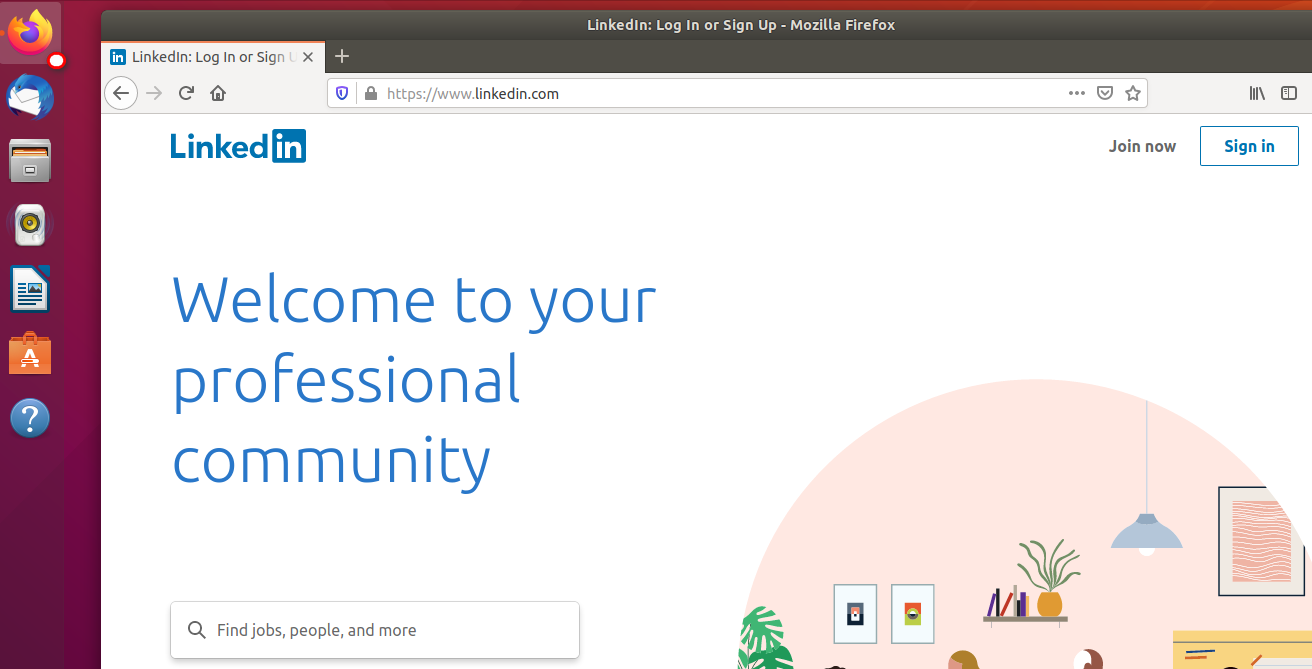 LinkedIn: Log In or Sign Up - Mozilla Firefox
LinkedIn: Log In or Sign U
https://www.linkedin.com
Linkedin
Join now
Sign in
Welcome to your
professional
community
Find jobs, people, and more